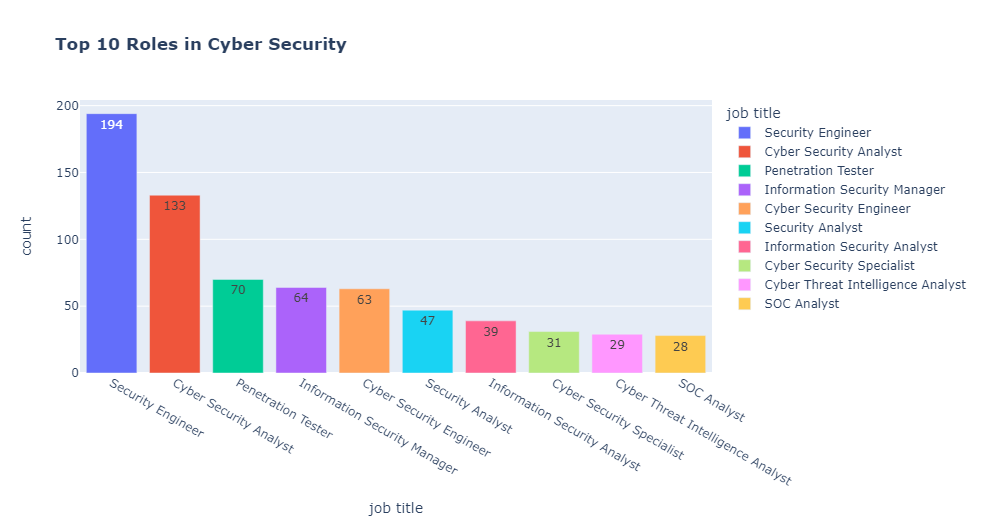 Top 10 Roles in Cyber Security
200
150
100
50
0
count
194
133
70
64
63
47
39
31
29
28
Security Engineer
Cyber Security Analyst
Penetration Tester
Information Security Manager
Cyber Security Engineer
Security Analyst
Information Security Analyst
Cyber Security Specialist
Cyber Threat Intelligence Analyst
SOC Analyst
job title
job title
Security Engineer
Cyber Security Analyst
Penetration Tester
Information Security Manager
Cyber Security Engineer
Security Analyst
Information Security Analyst
Cyber Security Specialist
Cyber Threat Intelligence Analyst
SOC Analyst